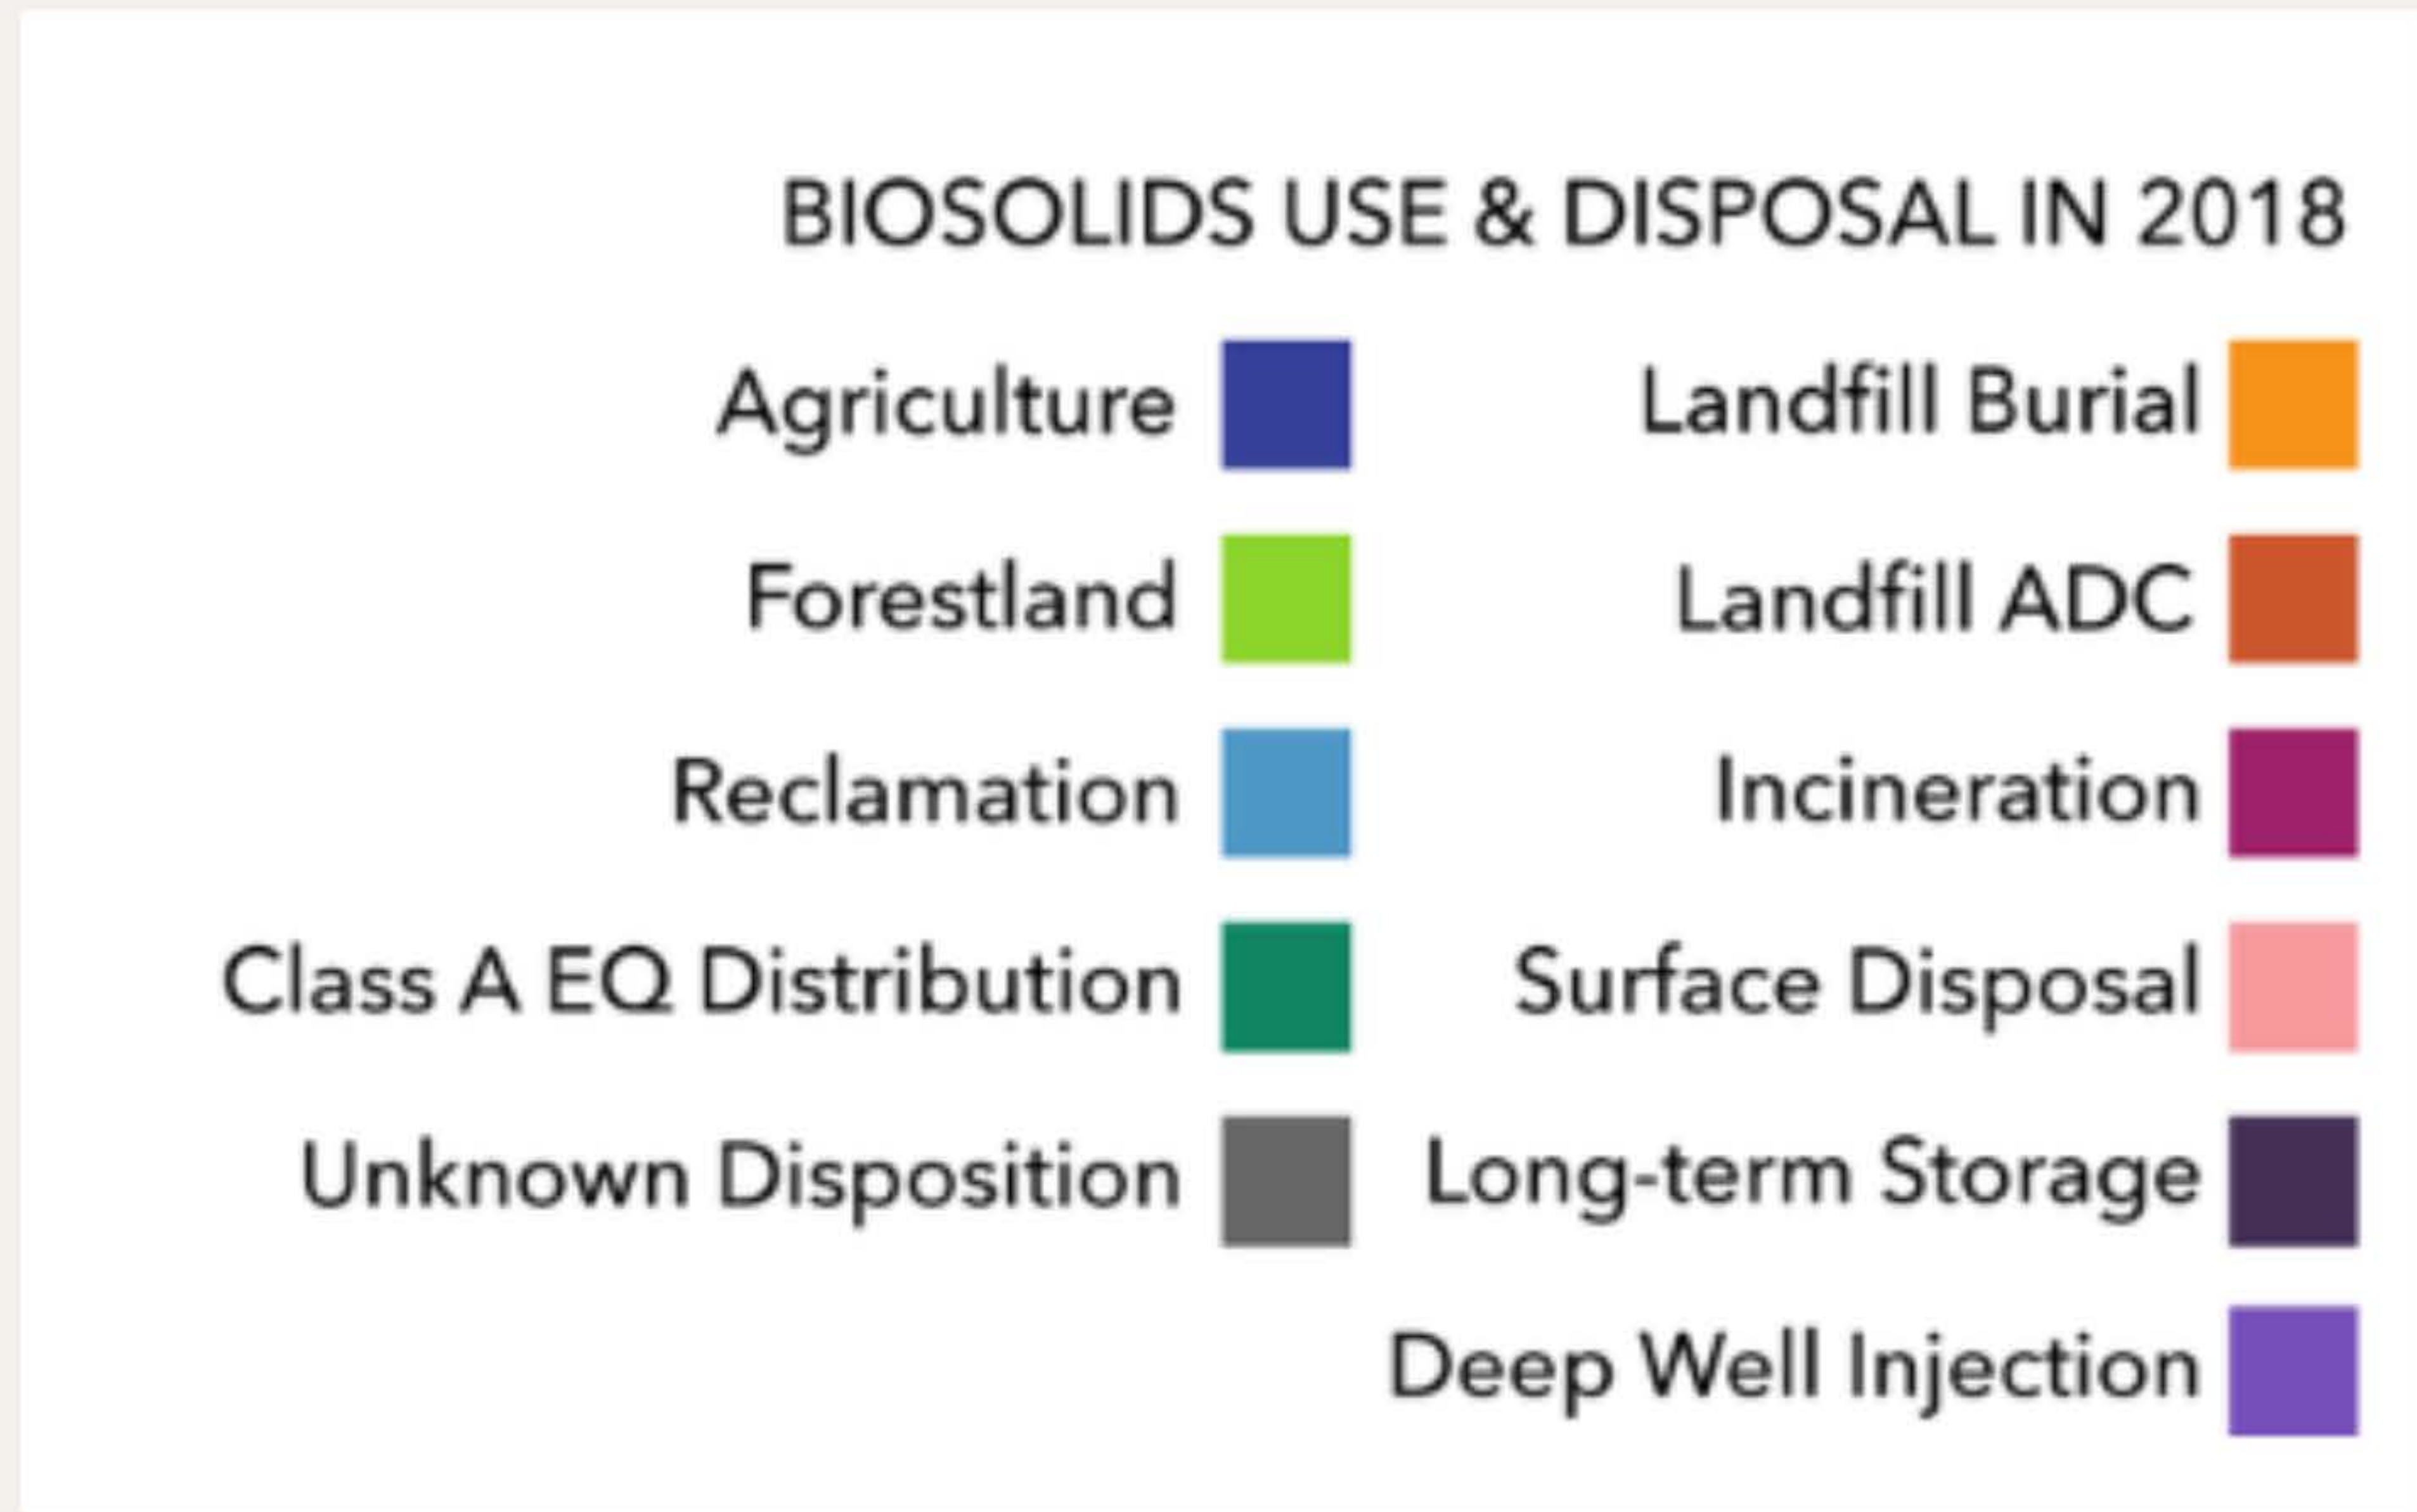 BIOSOLIDS USE & DISPOSAL IN 2018
Agriculture
Landfill Burial
Forestland
Landfill ADC
Reclamation
Incineration
Class A EQ Distribution
Surface Disposal
Unknown Disposition
Long-term Storage
Deep Well Injection